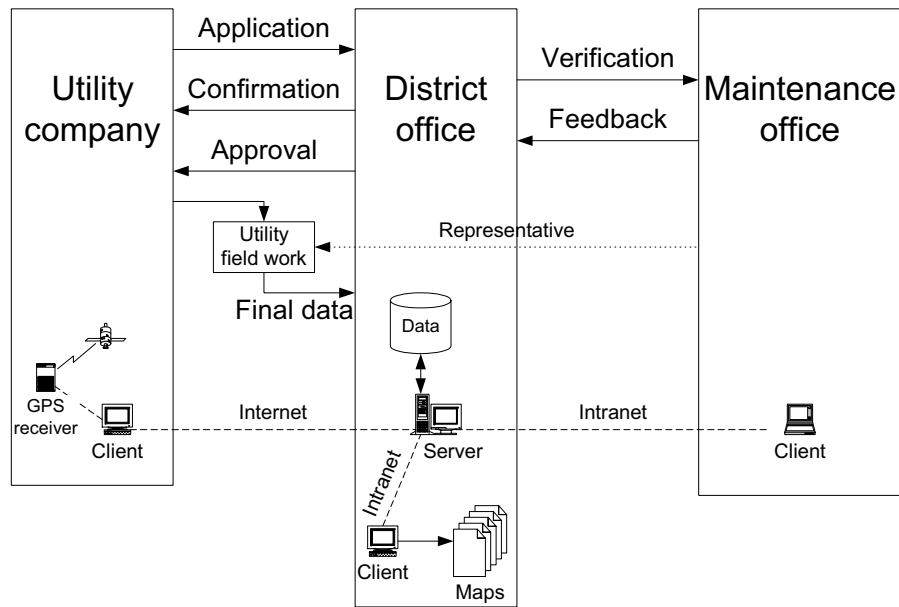 Application
Verification
Utility
company
Confirmation
District
office
Maintenance
office
Feedback
Approval
Utility
field work
Representative
Final data
Data
GPS
receiver
Internet
Intranet
Client
Server
Client
Intranet
Client
Maps